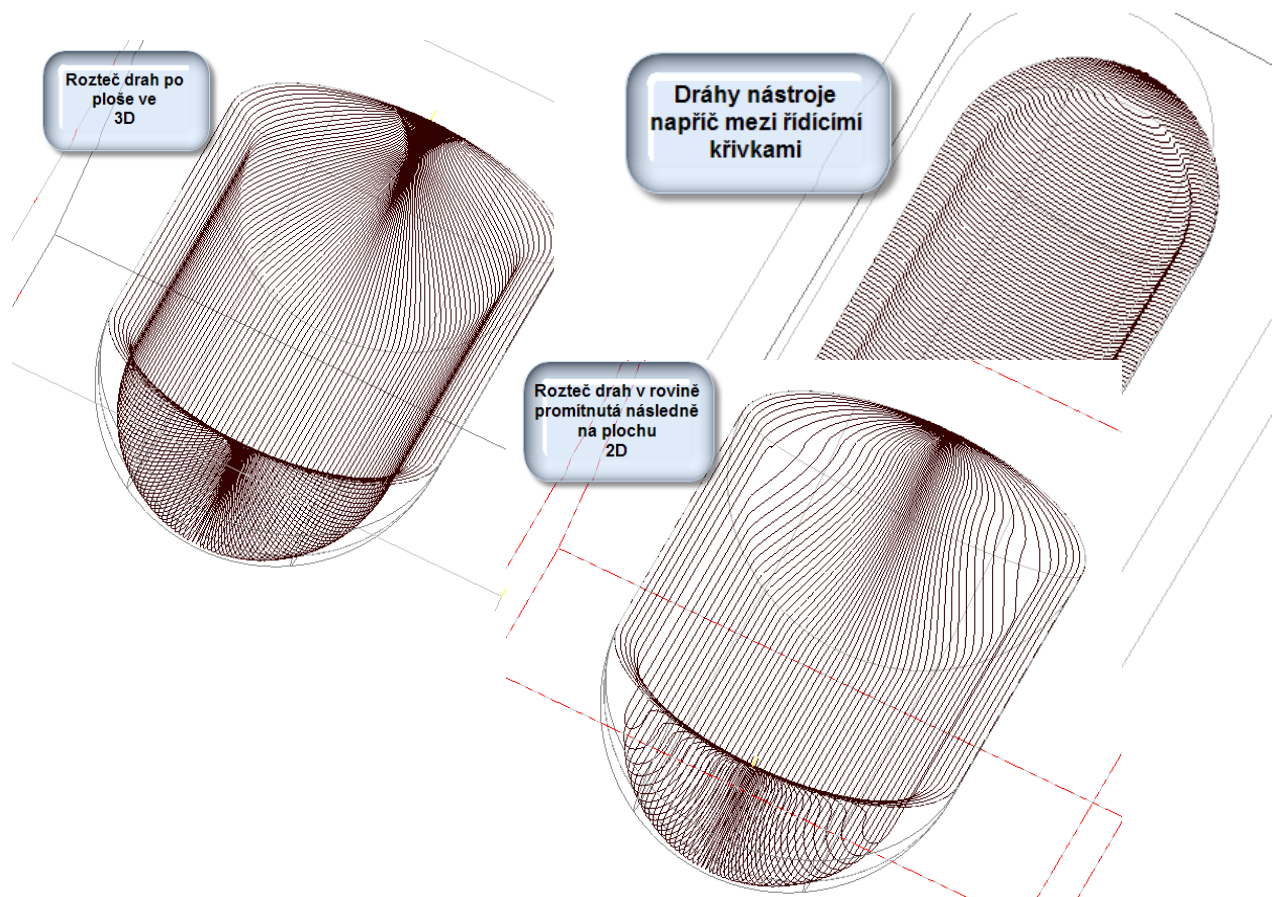 Rozteč drah po
ploše ve
3D
Dráhy nástroje
napříč mezi řídícímí
křivkami
Rozteč drah v rovině
promítnutá následně
na plochu
2D